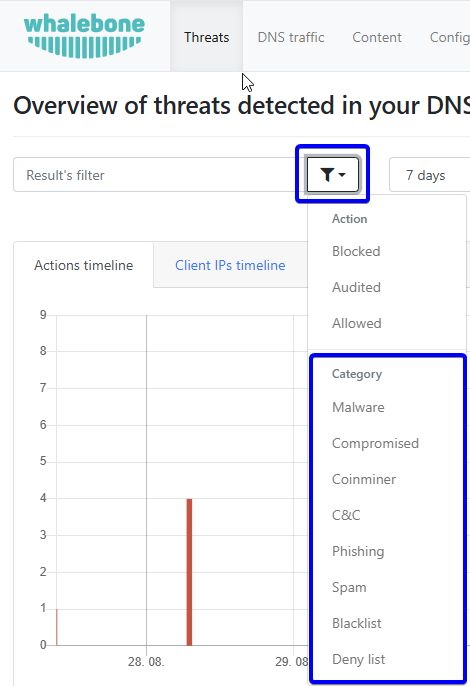 whalebone
Threats
DNS traffic
Content
Config
Overview of threats detected in your DNS
Result's filter
7 days
Action
Blocked
Audited
Allowed
Category
Malware
Compromised
Coinminer
C&C
Phishing
Spam
Blacklist
Deny list
Actions timeline
Client IPs timeline
9
8
7
6
5
4
3
2
1
0
28. 08.
29. 08